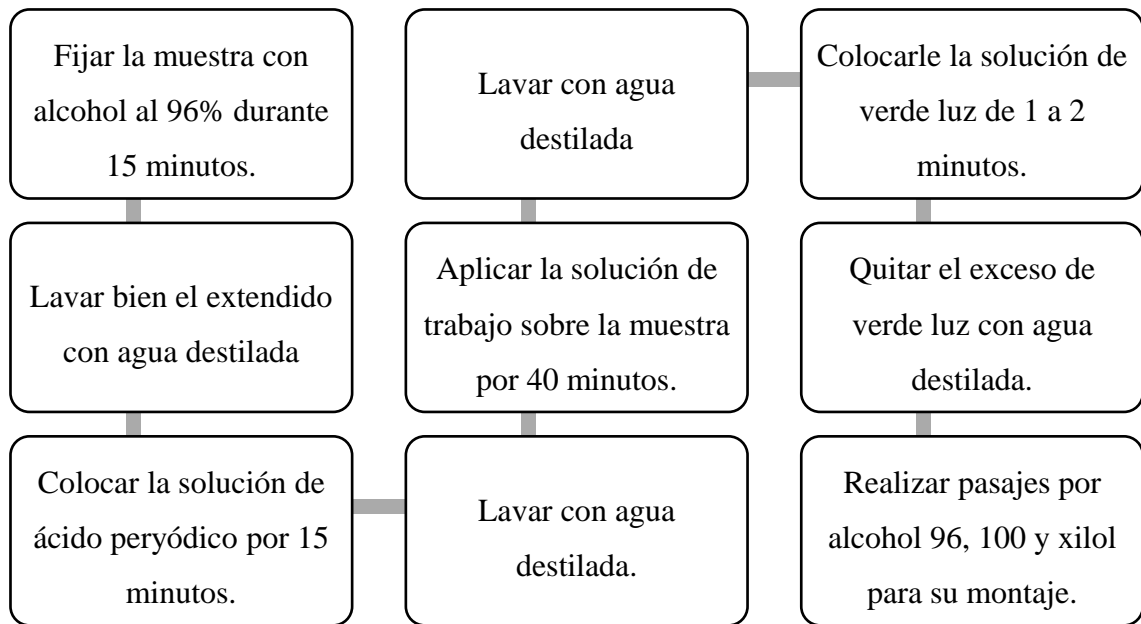 Fijar la muestra con
alcohol al 96% durante
15 minutos.
Lavar bien el extendido
con agua destilada
Colocar la solución de
ácido peryódico por 15
minutos.
Lavar con agua
destilada.
Aplicar la solución de
trabajo sobre la muestra
por 40 minutos.
Lavar con agua
destilada
Colocarle la solución de
verde luz de 1 a 2
minutos.
Quitar el exceso de
verde luz con agua
destilada.
Realizar pasajes por
alcohol 96, 100 y xilol
para su montaje.